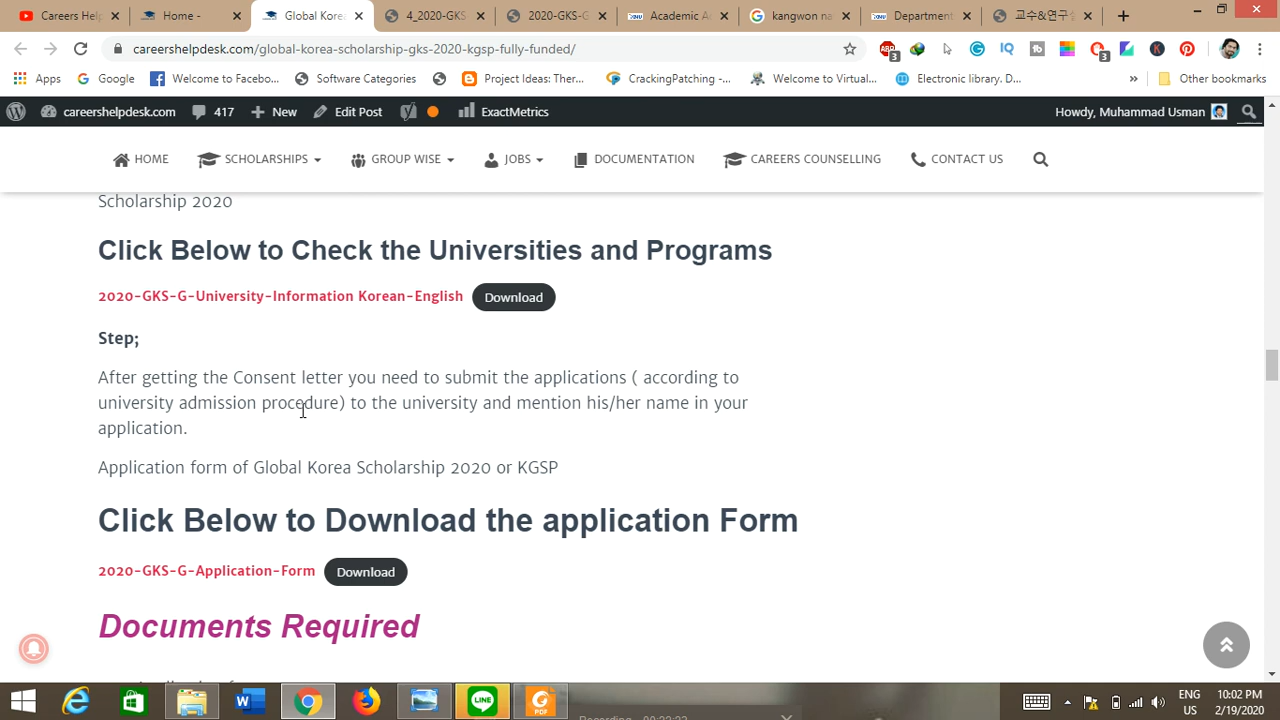 Careers Help
Home -
Global Korea
4_2020-GKS
2020-GKS-G
Academic A
kangwon na
Department
교수&연구
careershelpdesk.com/global-korea-scholarship-gks-2020-kgsp-fully-funded/
Apps
Google
Welcome to Facebo...
Software Categories
Project Ideas: Ther...
CrackingPatching -...
Welcome to Virtual...
Electronic library. D...
Other bookmarks
careershelpdesk.com
417
New
Edit Post
ExactMetrics
Howdy, Muhammad Usman
HOME
SCHOLARSHIPS
GROUP WISE
JOBS
DOCUMENTATION
CAREERS COUNSELLING
CONTACT US
Scholarship 2020
Click Below to Check the Universities and Programs
2020-GKS-G-University-Information Korean-English Download
Step;
After getting the Consent letter you need to submit the applications ( according to
university admission procedure) to the university and mention his/her name in your
application.
Application form of Global Korea Scholarship 2020 or KGSP
Click Below to Download the application Form
2020-GKS-G-Application-Form Download
Documents Required
ENG
US
10:02 PM
2/19/2020